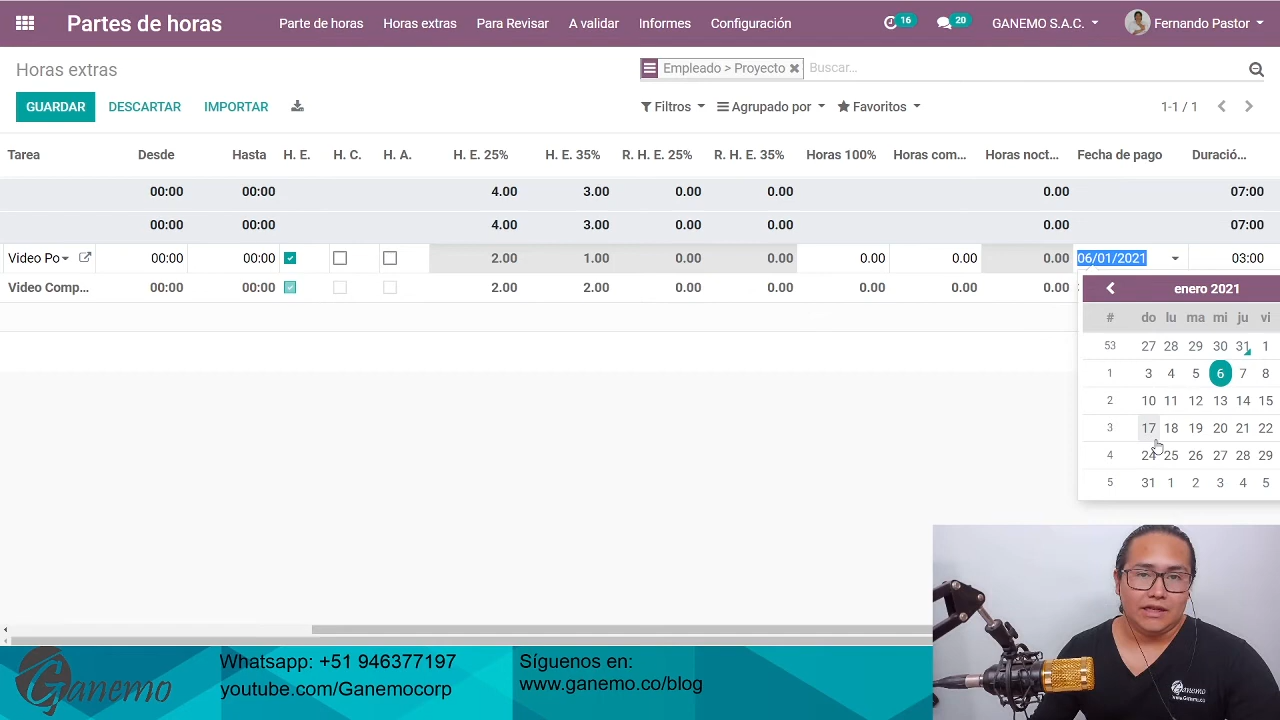 Partes de horas Parte de horas Horas extras Para Revisar A validar Informes Configuración 16 20 GANEMO S.A.C. Fernando Pastor
Horas extras Empleado > Proyecto Buscar...
GUARDAR DESCARTAR IMPORTAR Filtros Agrupado por Favoritos 1-1 / 1
Tarea Desde Hasta H. E. H. C. H. A. H. E. 25% H. E. 35% R. H. E. 25% R. H. E. 35% Horas 100% Horas com... Horas noct... Fecha de pago Duració...
00:00 00:00 4.00 3.00 0.00 0.00 0.00 07:00
00:00 00:00 4.00 3.00 0.00 0.00 0.00 07:00
Video Po 00:00 00:00 2.00 1.00 0.00 0.00 0.00 0.00 0.00 06/01/2021 03:00
Video Comp... 00:00 00:00 2.00 2.00 0.00 0.00 0.00 0.00 0.00
enero 2021
# do lu ma mi ju vi
53 27 28 29 30 31 1
1 3 4 5 6 7 8
2 10 11 12 13 14 15
3 17 18 19 20 21 22
4 24 25 26 27 28 29
5 31 1 2 3 4 5
Ganemo
www.Ganemo.co
Ganemo
Whatsapp: +51 946377197
youtube.com/Ganemocorp
Síguenos en:
www.ganemo.co/blog